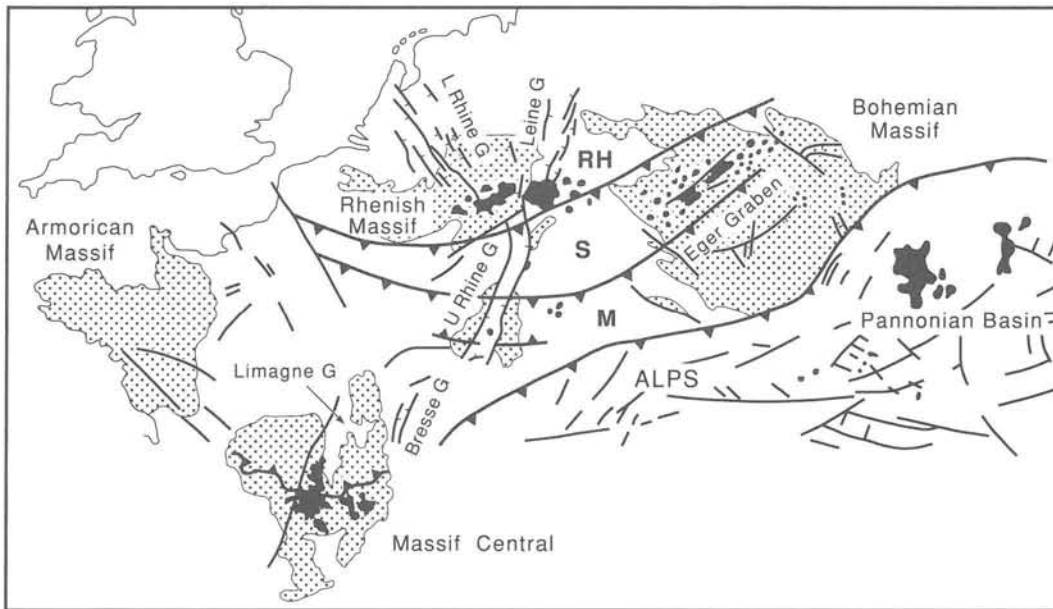 L Rhine G
Leine G
Bohemian
Massif
RH
Rhenish
Massif
Armorican
Massif
Eger Graben
S
U Rhine G
M
Pannonian Basin
Limagne G
ALPS
Bresse G
Massif Central